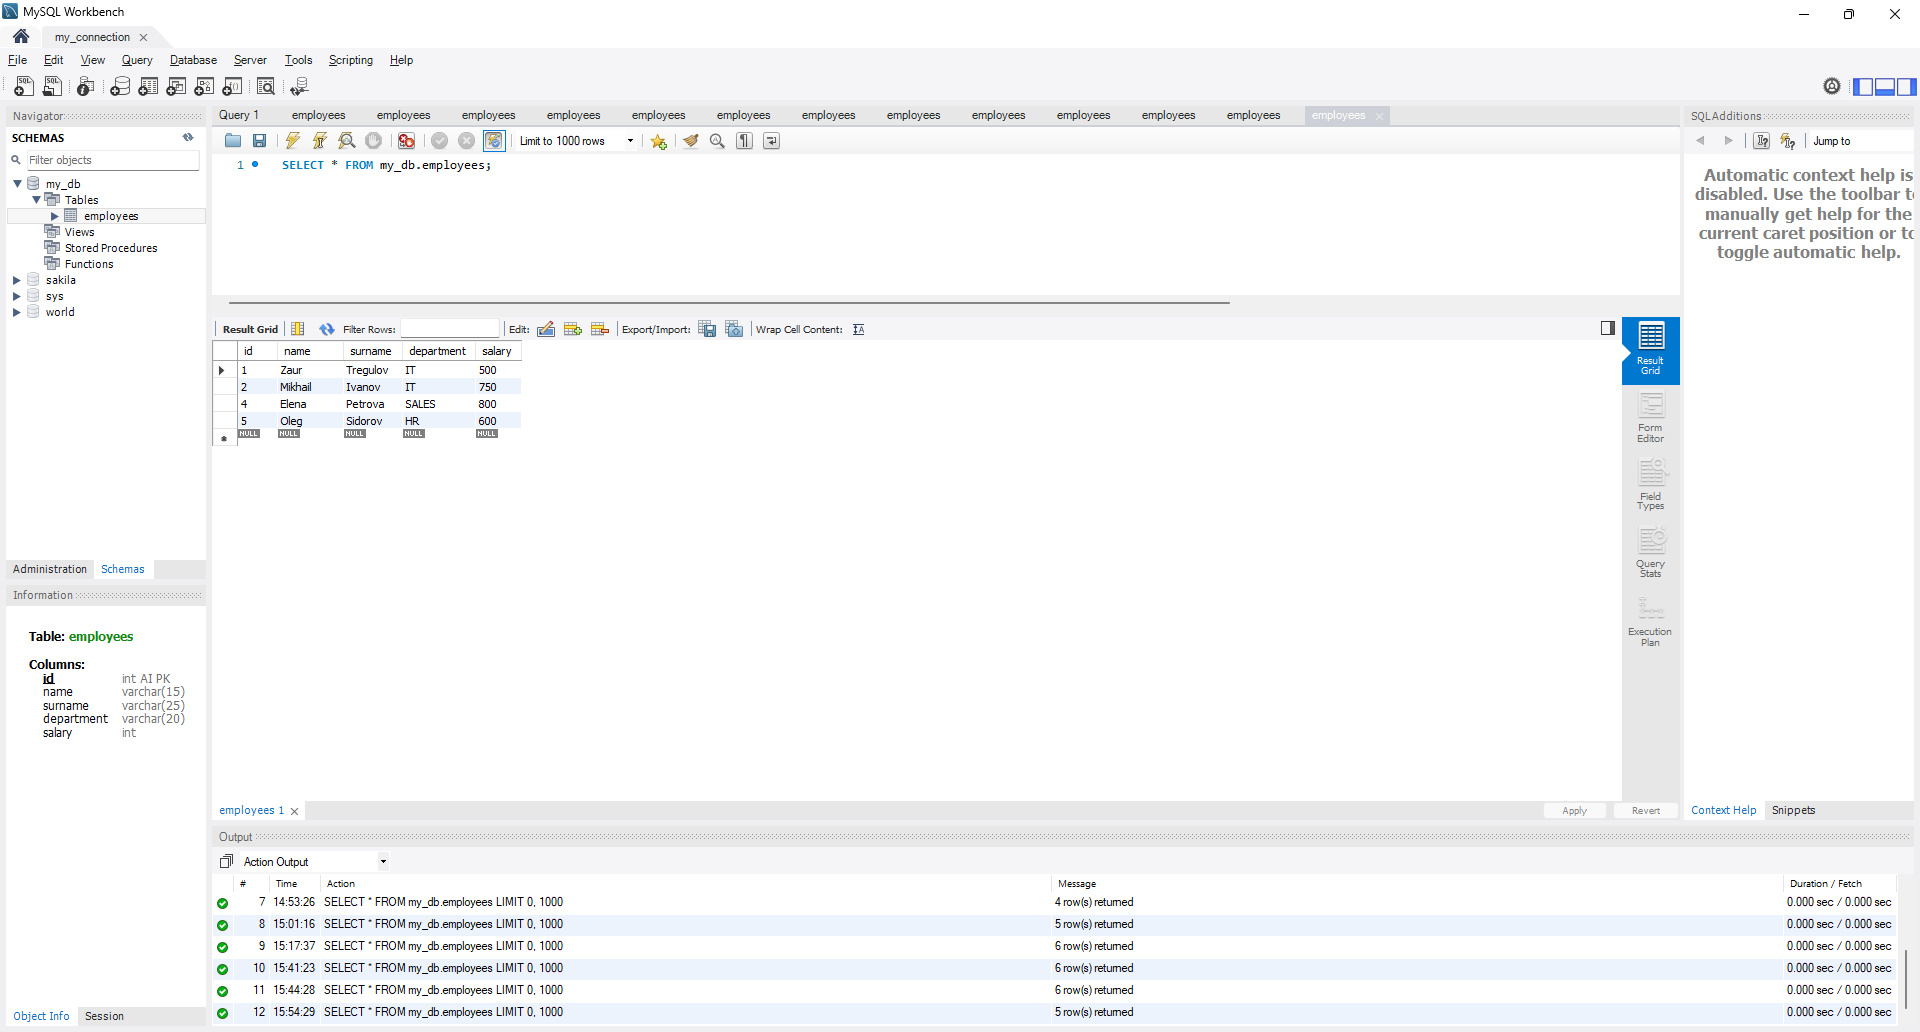 MySQL Workbench
my_connection
File Edit View Query Database Server Tools Scripting Help
Navigator
SCHEMAS
Filter objects
my_db
Tables
employees
Views
Stored Procedures
Functions
sakila
sys
world
Administration Schemas
Information
Table: employees
Columns:
id int AI PK
name varchar(15)
surname varchar(25)
department varchar(20)
salary int
Object Info Session
Query 1 employees employees employees employees employees employees employees employees employees employees employees employees employees
Limit to 1000 rows
1 SELECT * FROM my_db.employees;
Result Grid Filter Rows: Edit: Export/Import: Wrap Cell Content:
id name surname department salary
1 Zaur Tregulov IT 500
2 Mikhail Ivanov IT 750
4 Elena Petrova SALES 800
5 Oleg Sidorov HR 600
NULL NULL NULL NULL NULL
Result
Grid
Form
Editor
Field
Types
Query
Stats
Execution
Plan
employees 1 Apply Revert
SQLAdditions
Jump to
Automatic context help is
disabled. Use the toolbar t
manually get help for the
current caret position or to
toggle automatic help.
Context Help Snippets
Output
Action Output
# Time Action Message Duration / Fetch
7 14:53:26 SELECT * FROM my_db.employees LIMIT 0, 1000 4 row(s) returned 0.000 sec / 0.000 sec
8 15:01:16 SELECT * FROM my_db.employees LIMIT 0, 1000 5 row(s) returned 0.000 sec / 0.000 sec
9 15:17:37 SELECT * FROM my_db.employees LIMIT 0, 1000 6 row(s) returned 0.000 sec / 0.000 sec
10 15:41:23 SELECT * FROM my_db.employees LIMIT 0, 1000 6 row(s) returned 0.000 sec / 0.000 sec
11 15:44:28 SELECT * FROM my_db.employees LIMIT 0, 1000 6 row(s) returned 0.000 sec / 0.000 sec
12 15:54:29 SELECT * FROM my_db.employees LIMIT 0, 1000 5 row(s) returned 0.000 sec / 0.000 sec